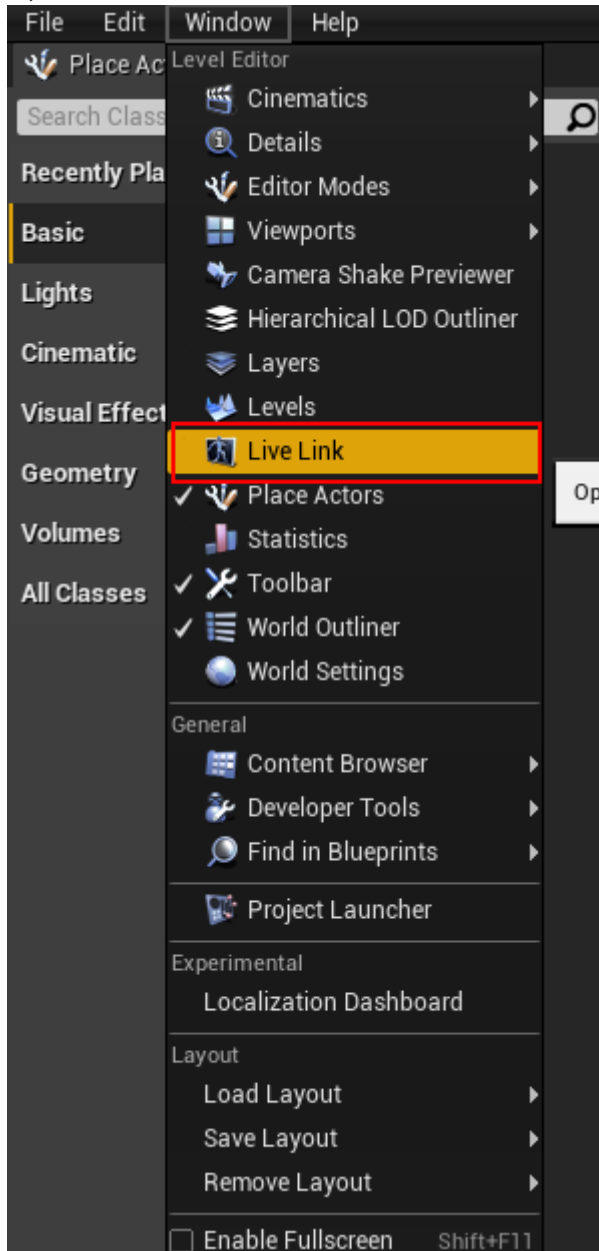 File Edit Window Help
Place Ac
Level Editor
Search Class
Cinematics
Details
Recently Pla
Editor Modes
Basic
Viewports
Camera Shake Previewer
Lights
Hierarchical LOD Outliner
Cinematic
Layers
Visual Effect
Levels
Live Link
Geometry
Place Actors
Op
Volumes
Statistics
All Classes
Toolbar
World Outliner
World Settings
General
Content Browser
Developer Tools
Find in Blueprints
Project Launcher
Experimental
Localization Dashboard
Layout
Load Layout
Save Layout
Remove Layout
Enable Fullscreen Shift+F11